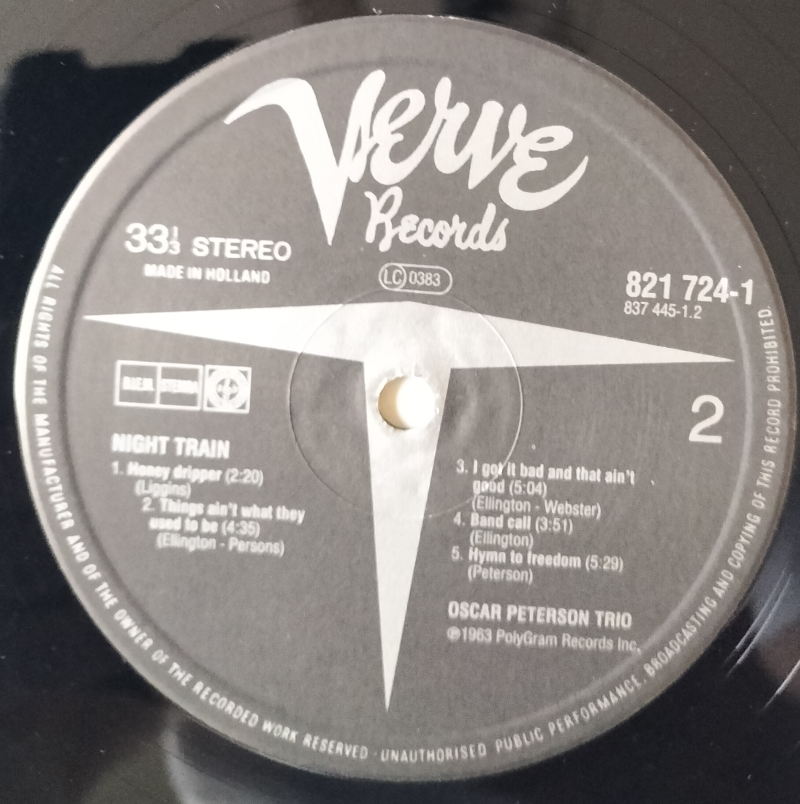 Verve
Records
33⅓ STEREO
MADE IN HOLLAND
LC 0383
821 724-1
837 445-1.2
BIEM STEMRA
2
NIGHT TRAIN
1. Honey dripper (2:20)
(Liggins)
2. Things ain't what they
used to be (4:35)
(Ellington - Persons)
3. I got it bad and that ain't
good (5:04)
(Ellington - Webster)
4. Band call (3:51)
(Ellington)
5. Hymn to freedom (5:29)
(Peterson)
OSCAR PETERSON TRIO
℗1963 PolyGram Records Inc.
ALL RIGHTS OF THE MANUFACTURER AND OF THE OWNER OF THE RECORDED WORK RESERVED · UNAUTHORISED PUBLIC PERFORMANCE, BROADCASTING AND COPYING OF THIS RECORD PROHIBITED.